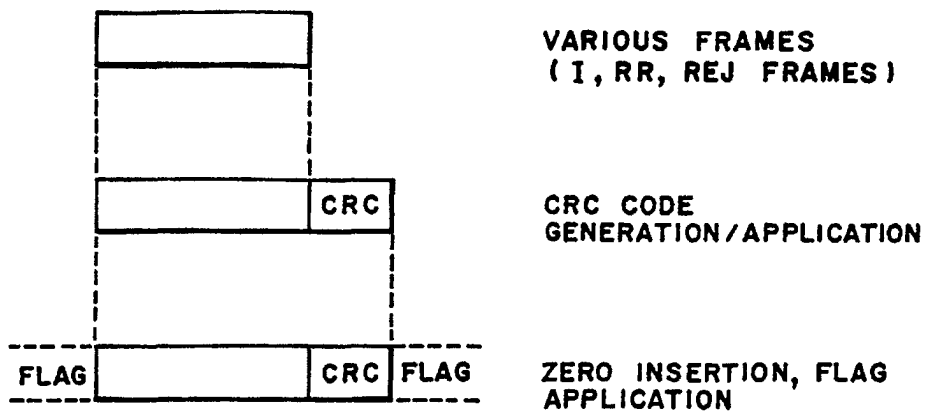 VARIOUS FRAMES
(I, RR, REJ FRAMES)
CRC
CRC CODE
GENERATION/APPLICATION
FLAG CRC FLAG
ZERO INSERTION, FLAG
APPLICATION